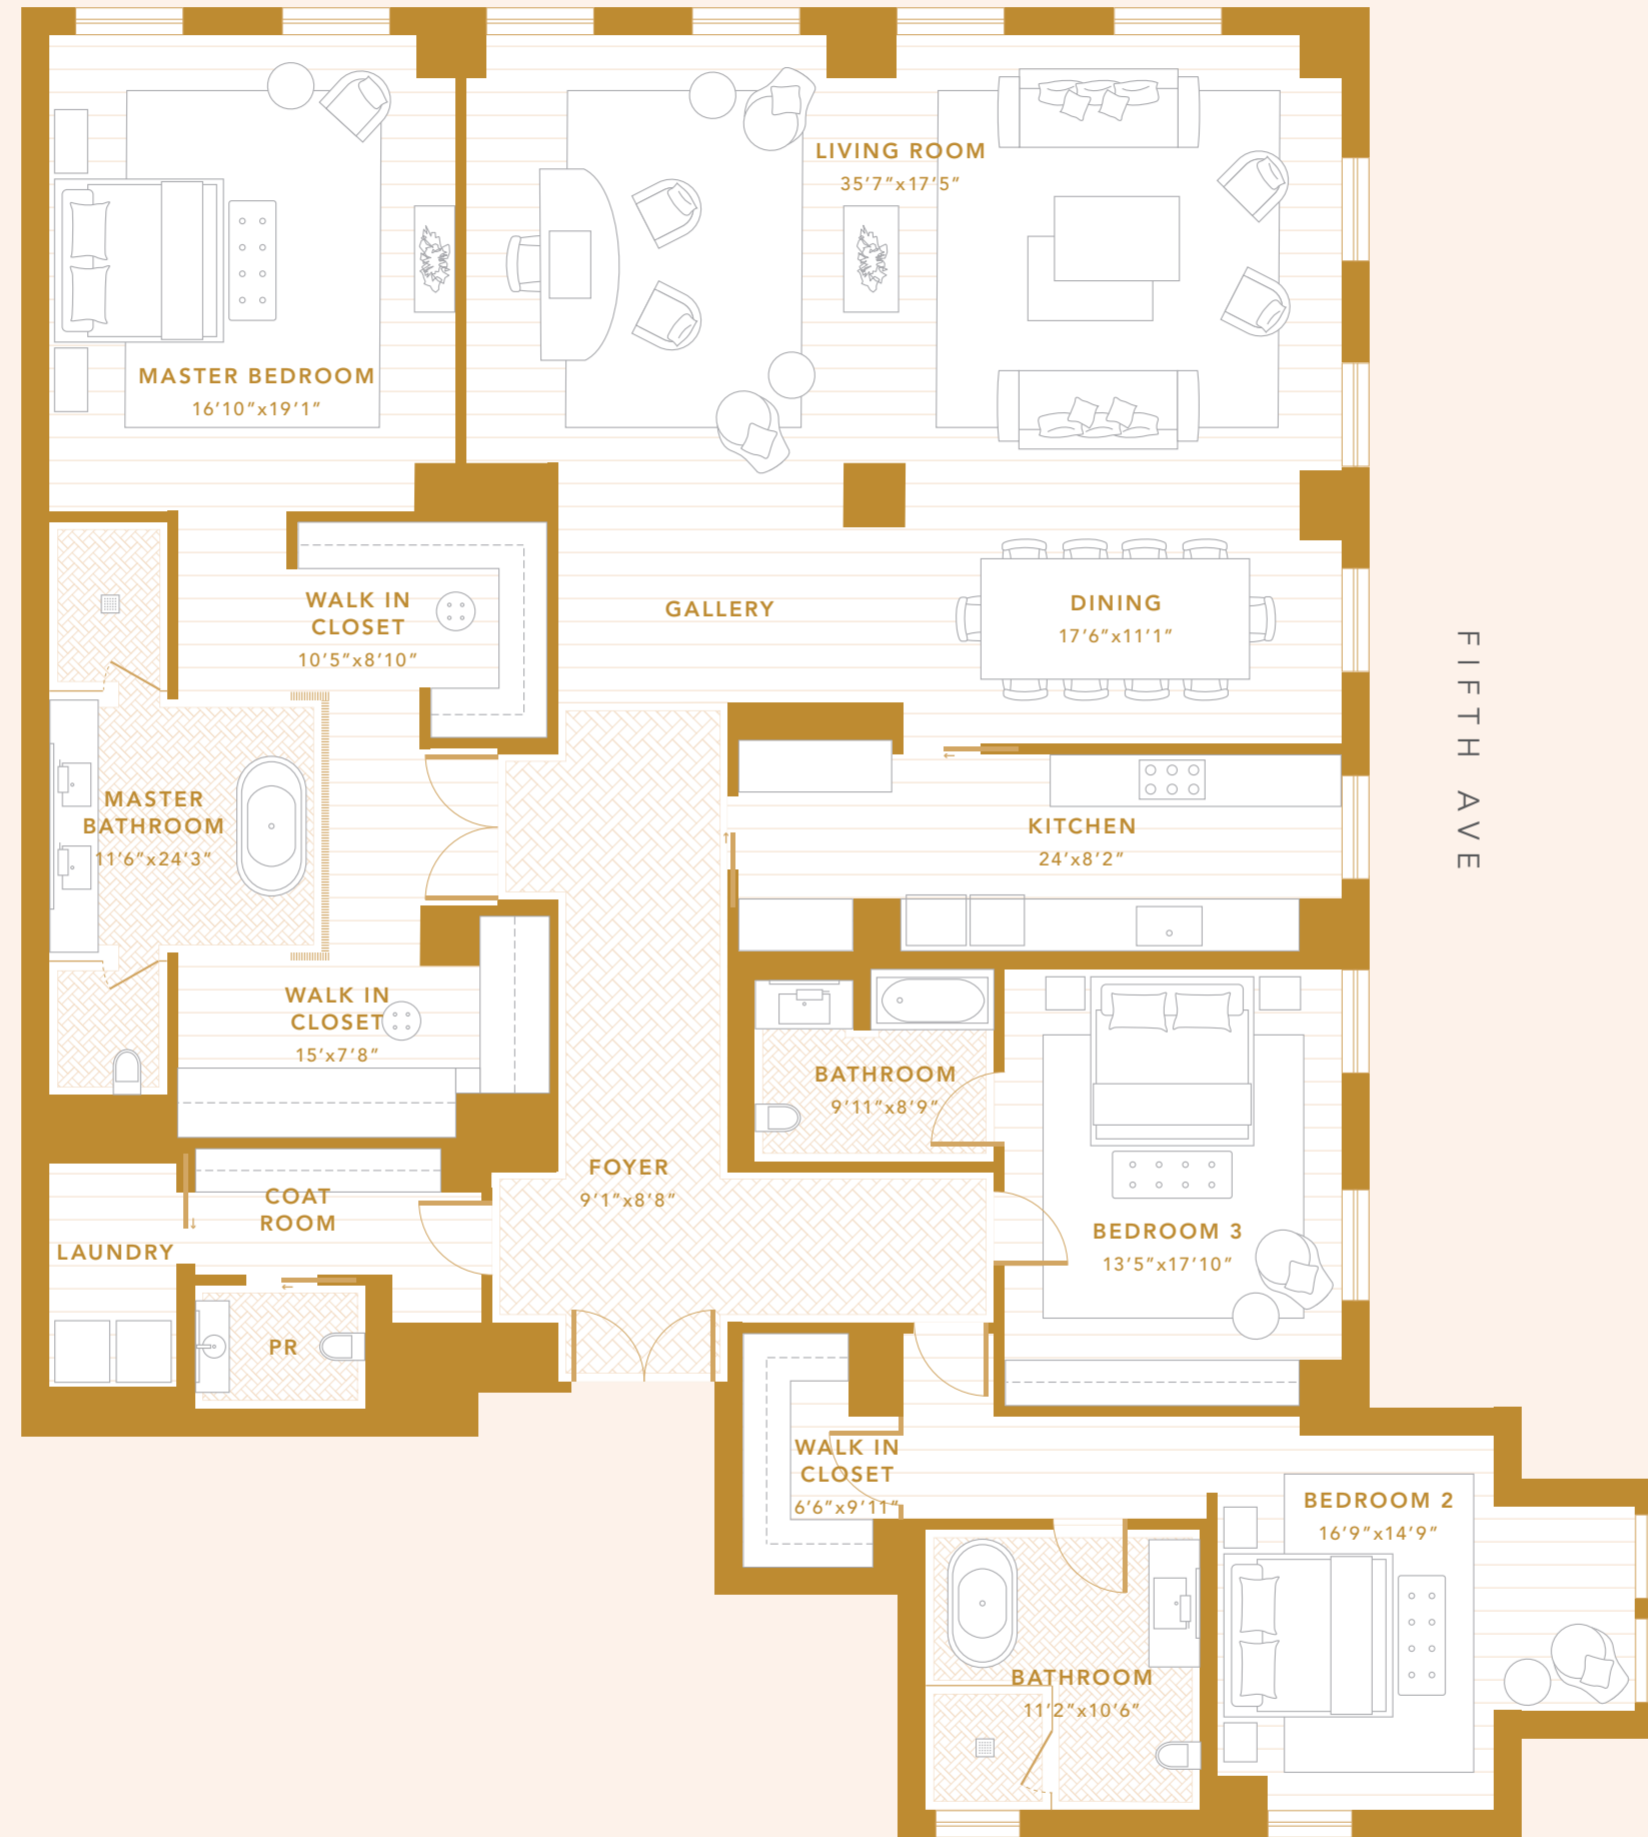 LIVING ROOM
35'7"x17'5"
MASTER BEDROOM
16'10"x19'1"
WALK IN
CLOSET
10'5"x8'10"
GALLERY
DINING
17'6"x11'1"
FIFTH AVE
MASTER
BATHROOM
11'6"x24'3"
KITCHEN
24'x8'2"
WALK IN
CLOSET
15'x7'8"
BATHROOM
9'11"x8'9"
FOYER
9'1"x8'8"
COAT
ROOM
LAUNDRY
BEDROOM 3
13'5"x17'10"
PR
WALK IN
CLOSET
6'6"x9'11"
BEDROOM 2
16'9"x14'9"
BATHROOM
11'2"x10'6"